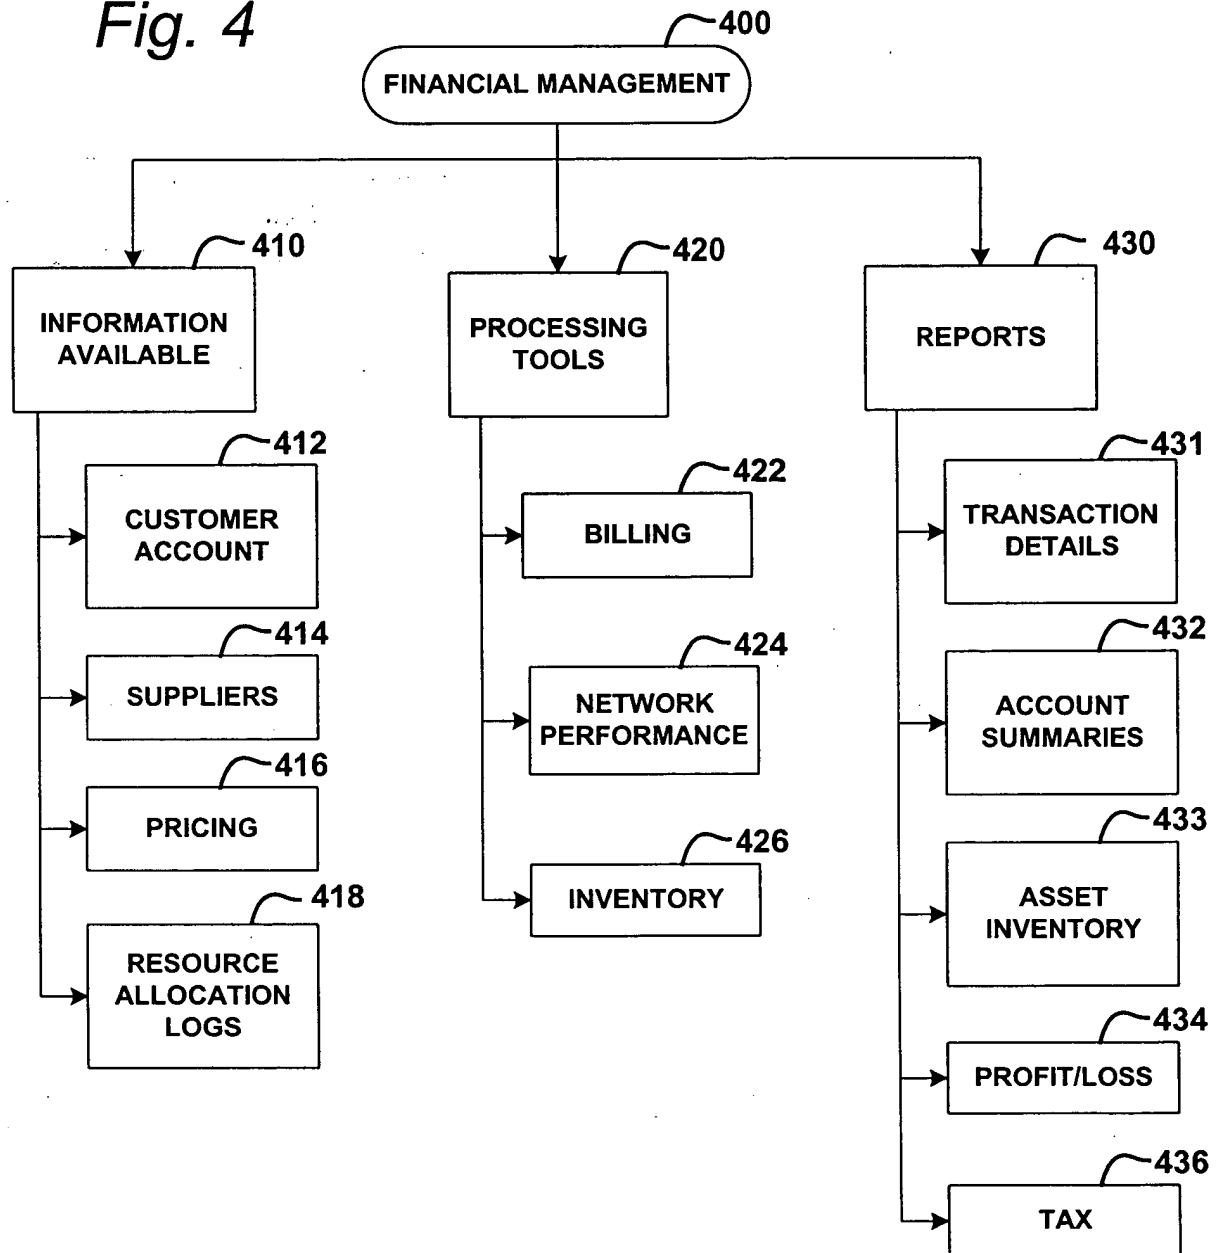 Fig. 4
400
FINANCIAL MANAGEMENT
410
INFORMATION
AVAILABLE
412
CUSTOMER
ACCOUNT
414
SUPPLIERS
416
PRICING
418
RESOURCE
ALLOCATION
LOGS
420
PROCESSING
TOOLS
422
BILLING
424
NETWORK
PERFORMANCE
426
INVENTORY
430
REPORTS
431
TRANSACTION
DETAILS
432
ACCOUNT
SUMMARIES
433
ASSET
INVENTORY
434
PROFIT/LOSS
436
TAX